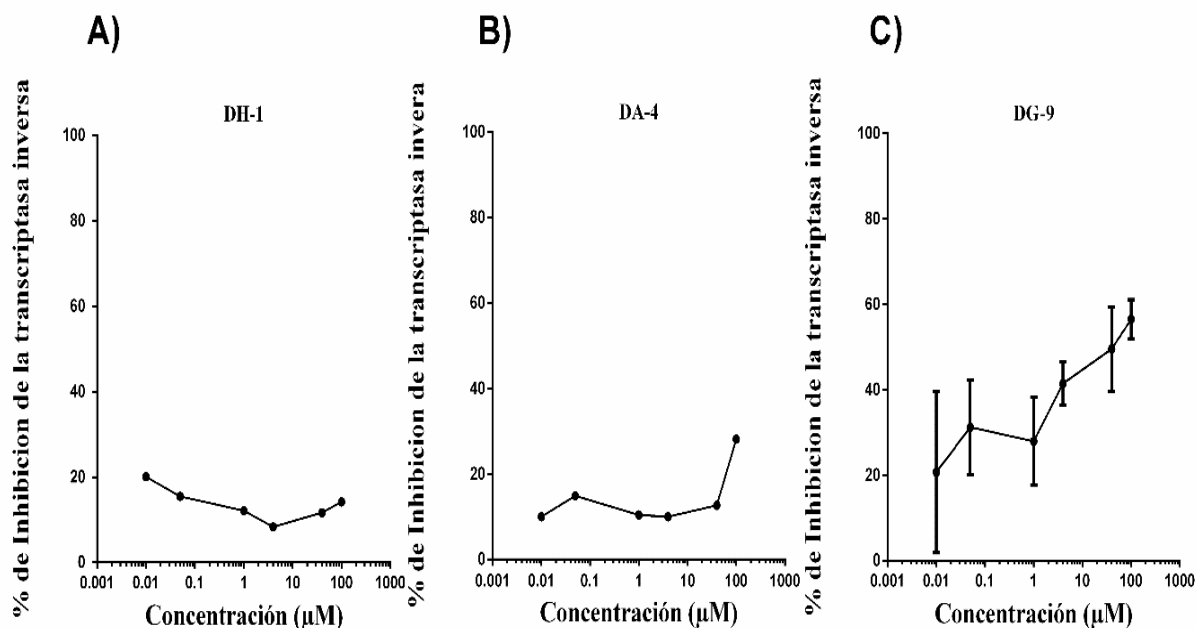 A)
DH-1
% de Inhibicion de la transcriptasa inversa
100
80
60
40
20
0
0.001 0.01 0.1 1 10 100 1000
Concentración (µM)
B)
DA-4
% de Inhibicion de la transcriptasa inversa
100
80
60
40
20
0
0.001 0.01 0.1 1 10 100 1000
Concentración (µM)
C)
DG-9
% de Inhibicion de la transcriptasa inversa
100
80
60
40
20
0
0.001 0.01 0.1 1 10 100 1000
Concentración (µM)